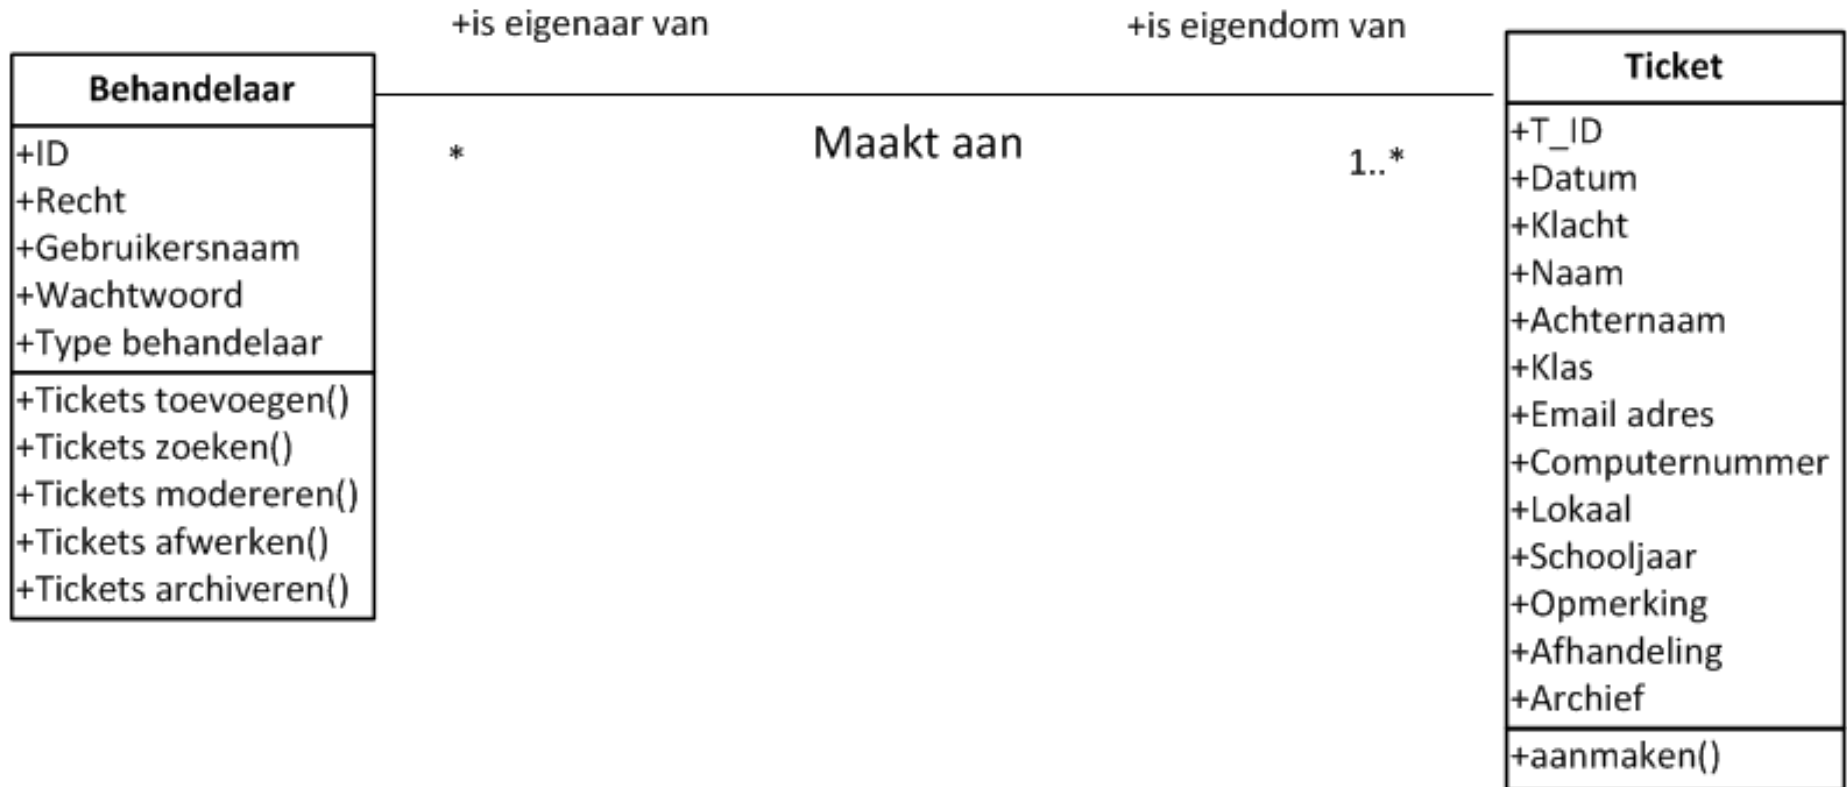 +is eigenaar van
+is eigendom van
Behandelaar
+ID
+Recht
+Gebruikersnaam
+Wachtwoord
+Type behandelaar
+Tickets toevoegen()
+Tickets zoeken()
+Tickets modereren()
+Tickets afwerken()
+Tickets archiveren()
*
Maakt aan
1..*
Ticket
+T_ID
+Datum
+Klacht
+Naam
+Achternaam
+Klas
+Email adres
+Computernummer
+Lokaal
+Schooljaar
+Opmerking
+Afhandeling
+Archief
+aanmaken()